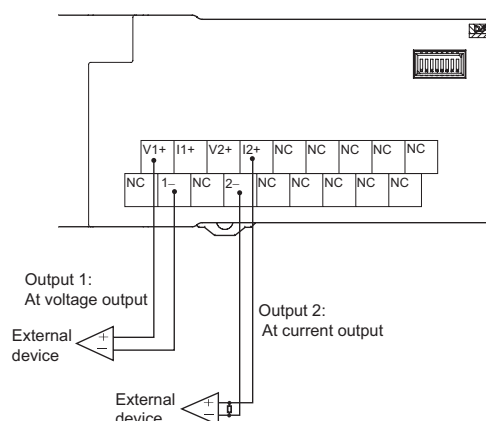 V1+ I1+ V2+ I2+ NC NC NC NC NC
NC 1– NC 2– NC NC NC NC NC
Output 1:
At voltage output
External
device
+
–
Output 2:
At current output
External
device
+
–